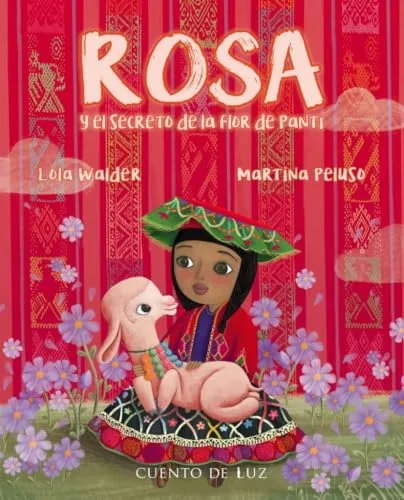 ROSA
y el secreto de la flor de panti
Lola Walder Martina Peluso
CUENTO DE LUZ